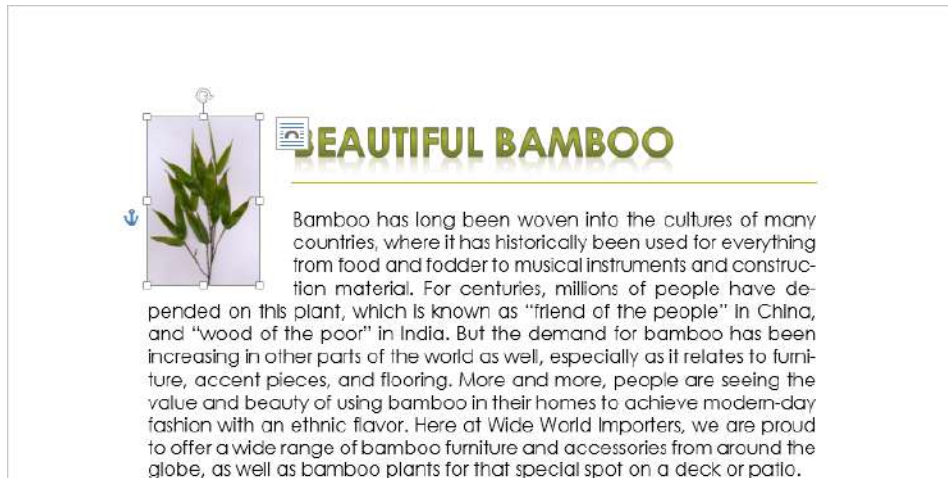 BEAUTIFUL BAMBOO
Bamboo has long been woven into the cultures of many
countries, where it has historically been used for everything
from food and fodder to musical instruments and construc-
tion material. For centuries, millions of people have de-
pended on this plant, which is known as “friend of the people” in China,
and “wood of the poor” in India. But the demand for bamboo has been
increasing in other parts of the world as well, especially as it relates to furni-
ture, accent pieces, and flooring. More and more, people are seeing the
value and beauty of using bamboo in their homes to achieve modern-day
fashion with an ethnic flavor. Here at Wide World Importers, we are proud
to offer a wide range of bamboo furniture and accessories from around the
globe, as well as bamboo plants for that special spot on a deck or patio.